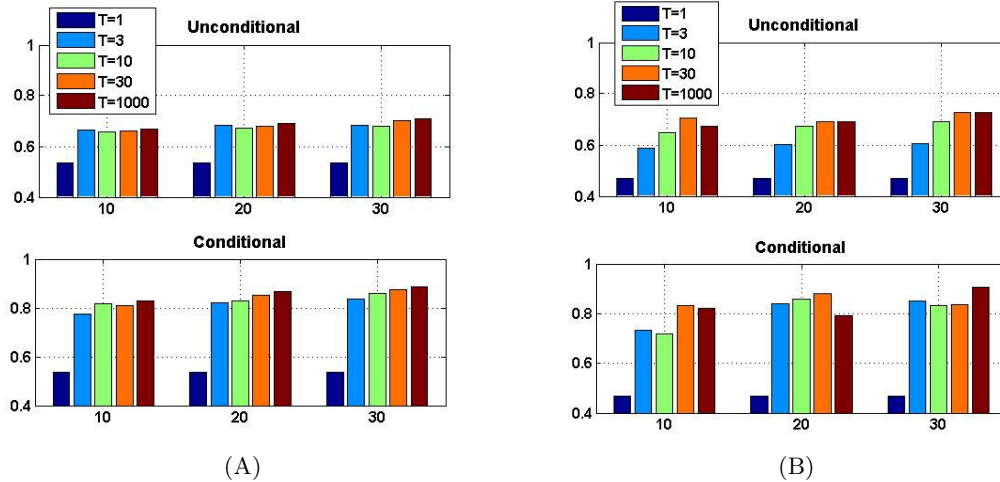 T=1
T=3
T=10
T=30
T=1000
Unconditional
1
0.8
0.6
0.4
10 20 30
Conditional
1
0.8
0.6
0.4
10 20 30
(A)
T=1
T=3
T=10
T=30
T=1000
Unconditional
1
0.8
0.6
0.4
10 20 30
Conditional
1
0.8
0.6
0.4
10 20 30
(B)